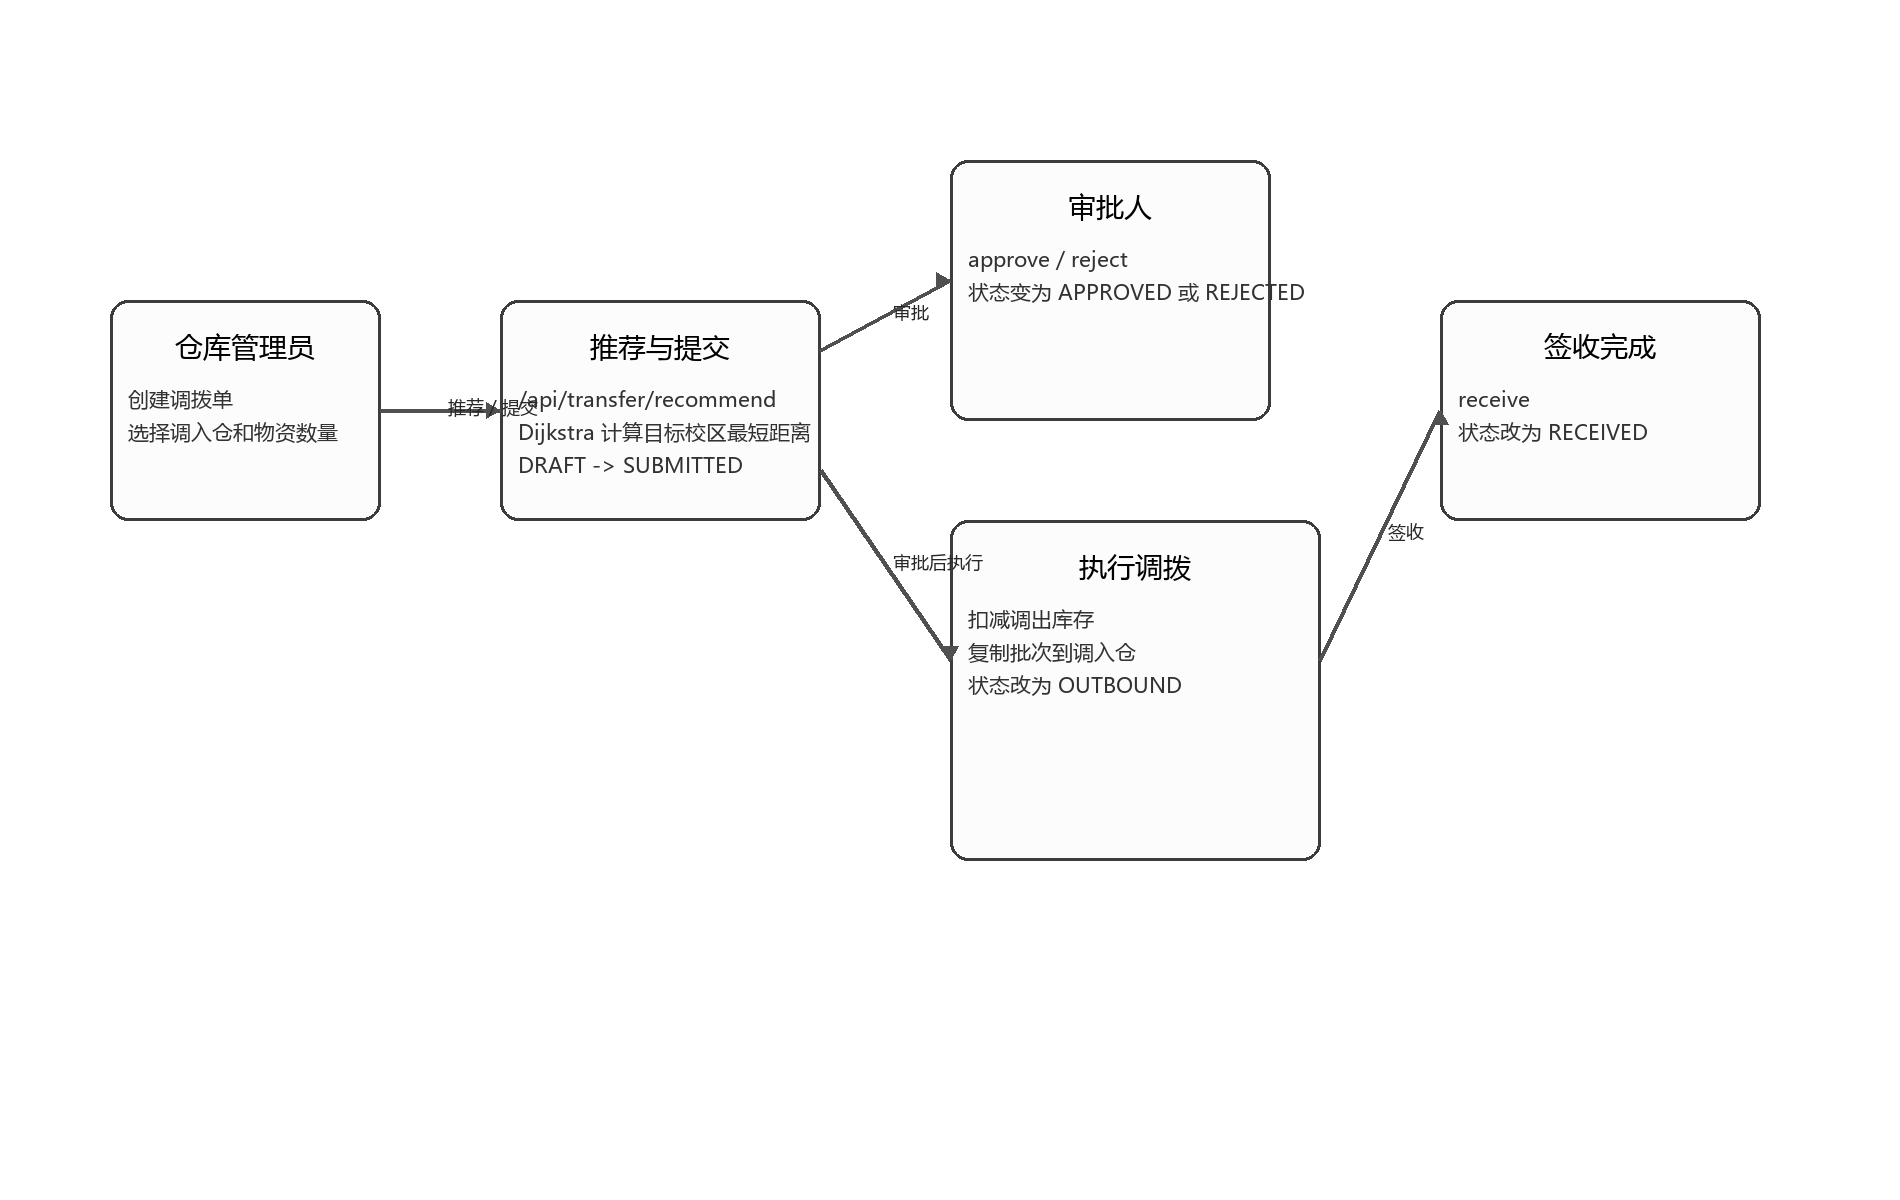 仓库管理员
创建调拨单
选择调入仓和物资数量
推荐 / 提交
推荐与提交
/api/transfer/recommend
Dijkstra 计算目标校区最短距离
DRAFT -> SUBMITTED
审批
审批人
approve / reject
状态变为 APPROVED 或 REJECTED
审批后执行
执行调拨
扣减调出库存
复制批次到调入仓
状态改为 OUTBOUND
签收
签收完成
receive
状态改为 RECEIVED